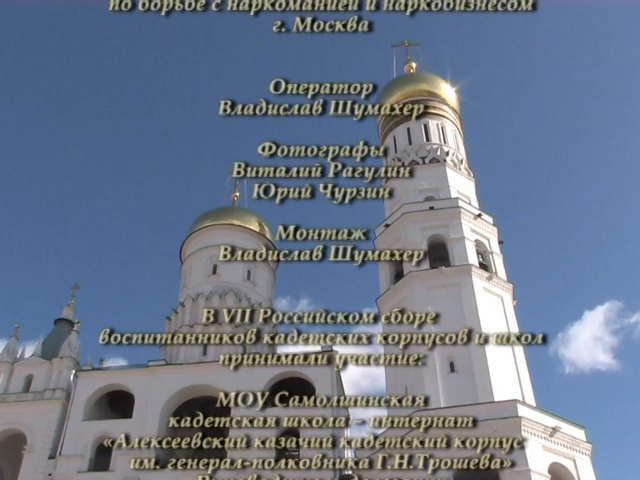 по борьбе с наркоманией и наркобизнесом
г. Москва
Оператор
Владислав Шумахер
Фотографы
Виталий Рагулин
Юрий Чурзин
Монтаж
Владислав Шумахер
В VII Российском сборе
воспитанников кадетских корпусов и школ
принимали участие:
МОУ Самолшинская
кадетская школа - интернат
«Алексеевский казачий кадетский корпус
им. генерал-полковника Г.Н.Трошева»